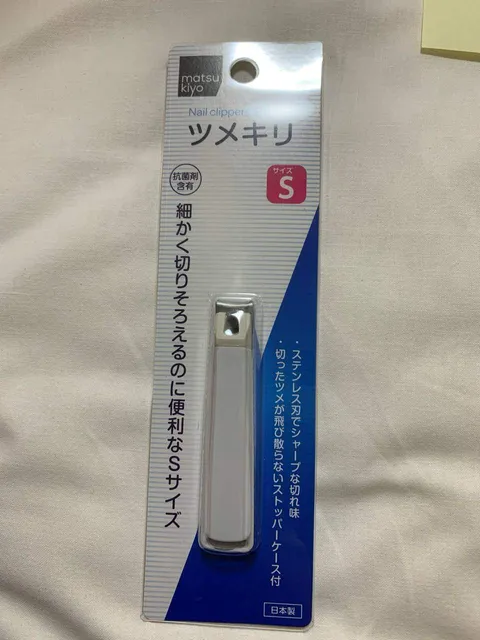 matsu
kiyo
Nail clipper
ツメキリ
抗菌剤
含有
サイズ
S
細かく切りそろえるのに便利なSサイズ
・ステンレス刃でシャープな切れ味
・切ったツメが飛び散らないストッパーケース付
日本製